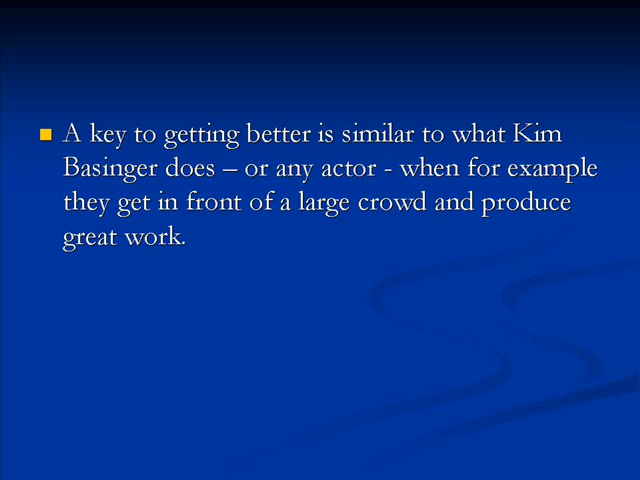 A key to getting better is similar to what Kim
Basinger does – or any actor - when for example
they get in front of a large crowd and produce
great work.